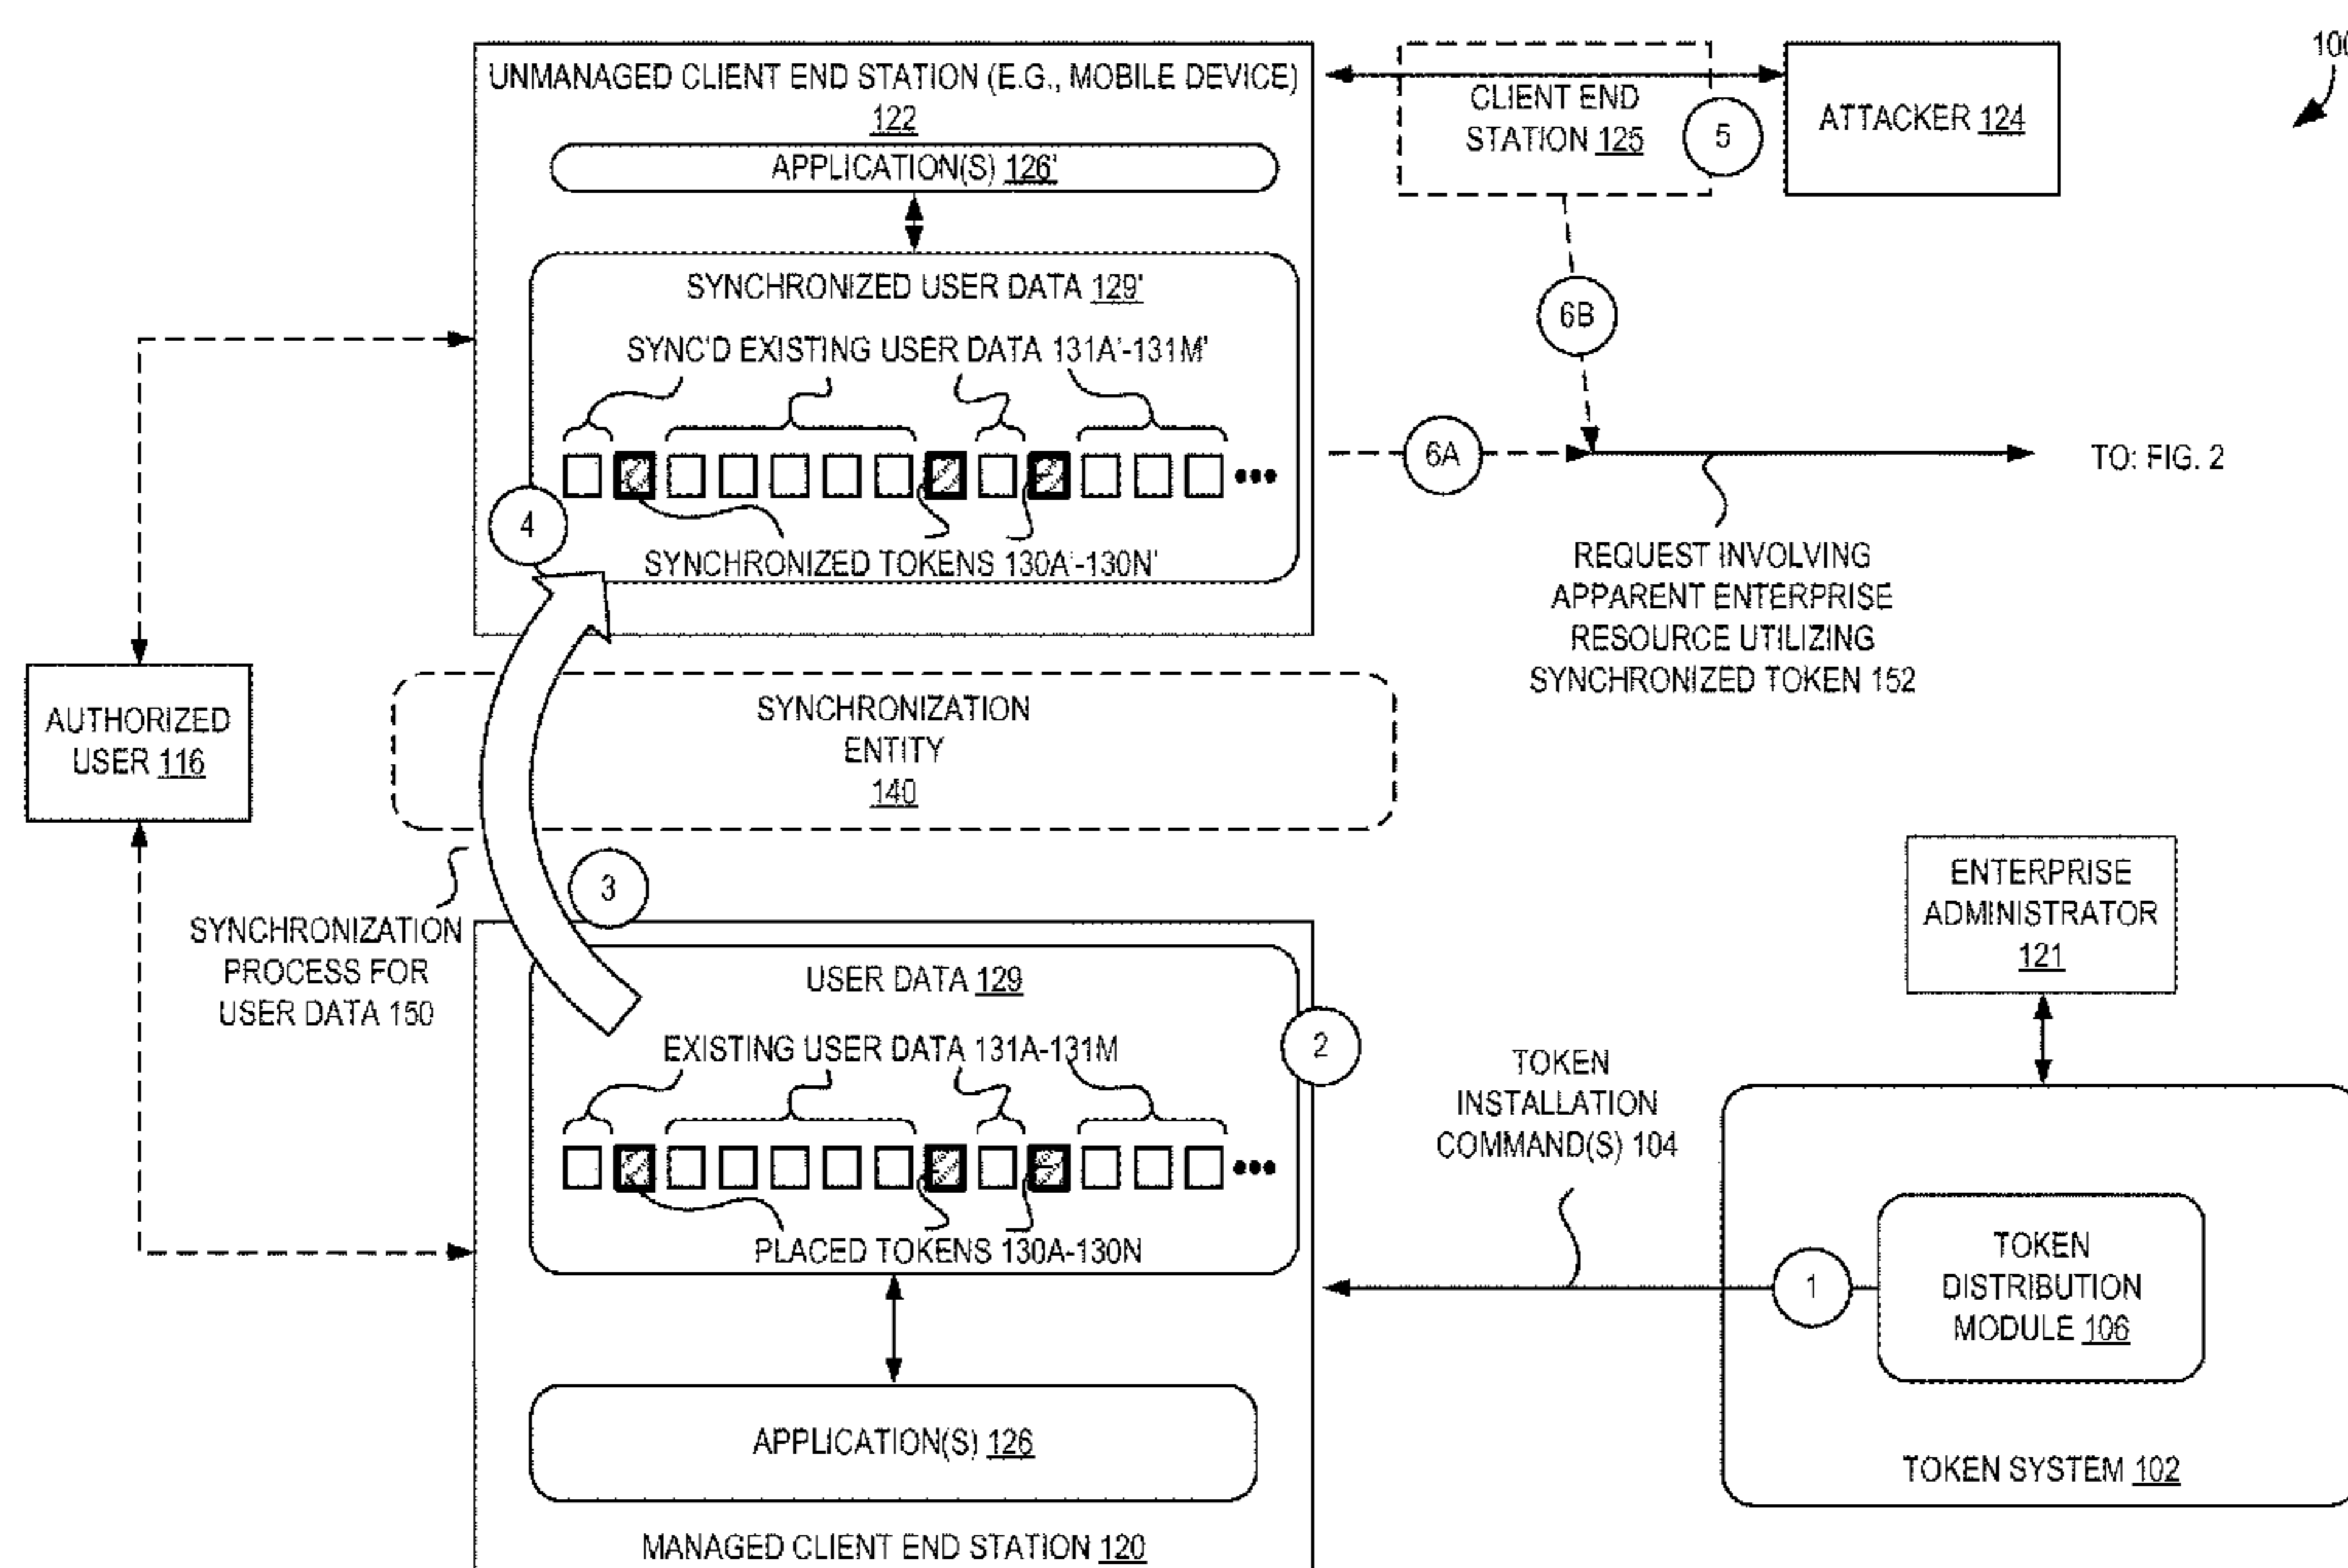 100
UNMANAGED CLIENT END STATION (E.G., MOBILE DEVICE)
122
APPLICATION(S) 126'
SYNCHRONIZED USER DATA 129'
SYNC'D EXISTING USER DATA 131A'-131M'
4
SYNCHRONIZED TOKENS 130A'-130N'
CLIENT END
STATION 125
5
ATTACKER 124
6B
6A
TO: FIG. 2
REQUEST INVOLVING
APPARENT ENTERPRISE
RESOURCE UTILIZING
SYNCHRONIZED TOKEN 152
AUTHORIZED
USER 116
SYNCHRONIZATION
ENTITY
140
3
SYNCHRONIZATION
PROCESS FOR
USER DATA 150
USER DATA 129
2
EXISTING USER DATA 131A-131M
PLACED TOKENS 130A-130N
APPLICATION(S) 126
MANAGED CLIENT END STATION 120
ENTERPRISE
ADMINISTRATOR
121
TOKEN
INSTALLATION
COMMAND(S) 104
1
TOKEN
DISTRIBUTION
MODULE 106
TOKEN SYSTEM 102